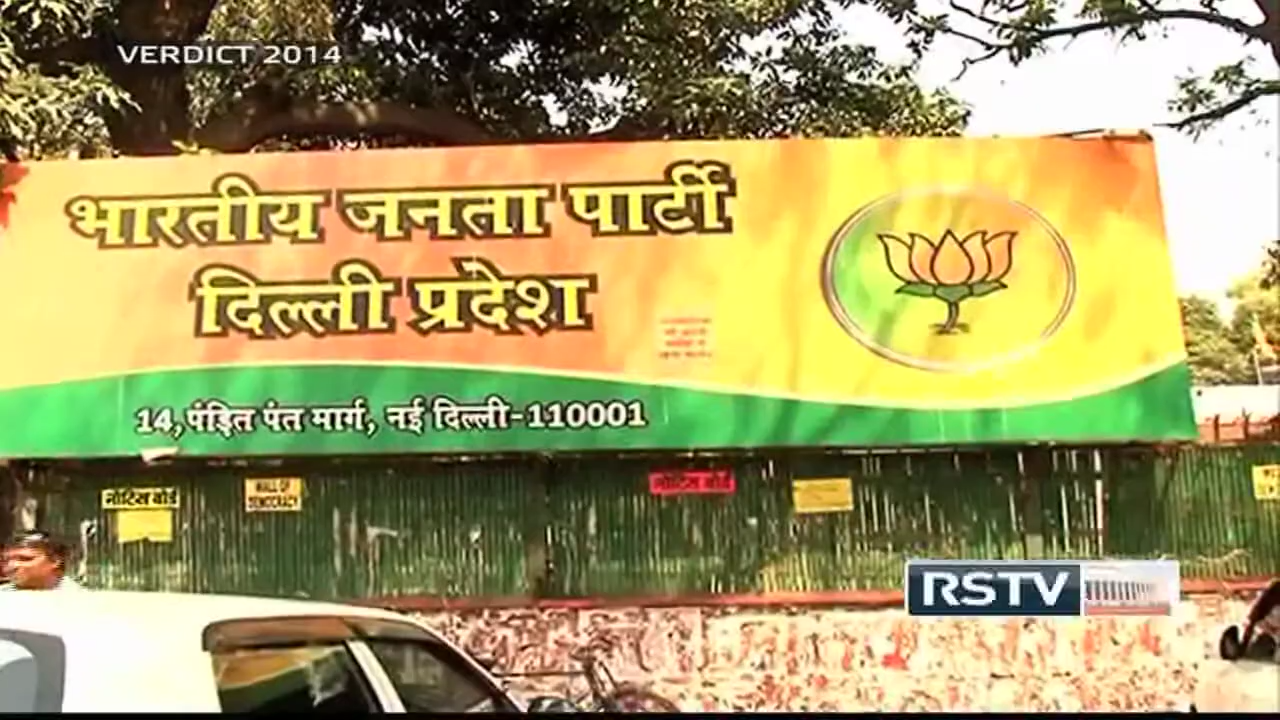 VERDICT 2014
भारतीय जनता पार्टी
दिल्ली प्रदेश
14, पंड़ित पंत मार्ग, नई दिल्ली-110001
नोटिस बोर्ड
WALL OF
DEMOCRACY
नोटिस बोर्ड
RSTV